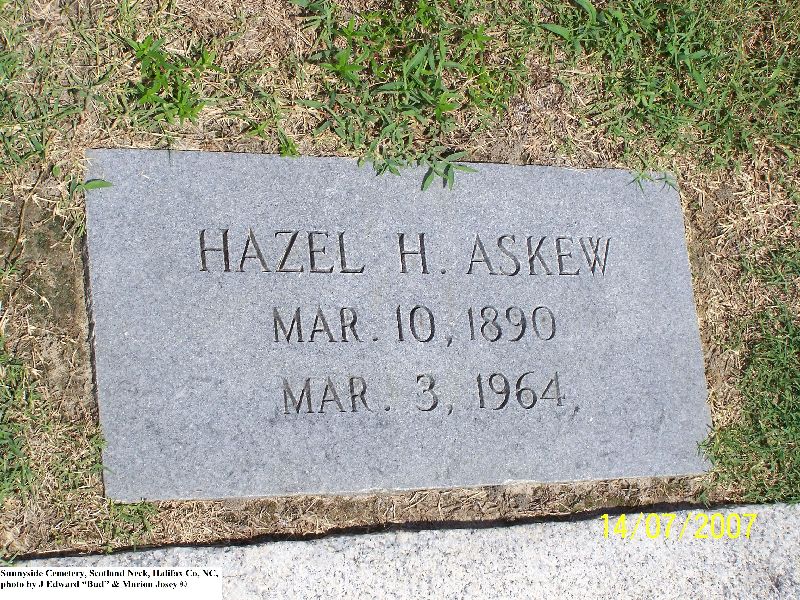 HAZEL H. ASKEW
MAR. 10, 1890
MAR. 3, 1964
14/07/2007
Sunnyside Cemetery, Scotland Neck, Halifax Co, NC,
photo by J Edward "Bud" & Marion Josey